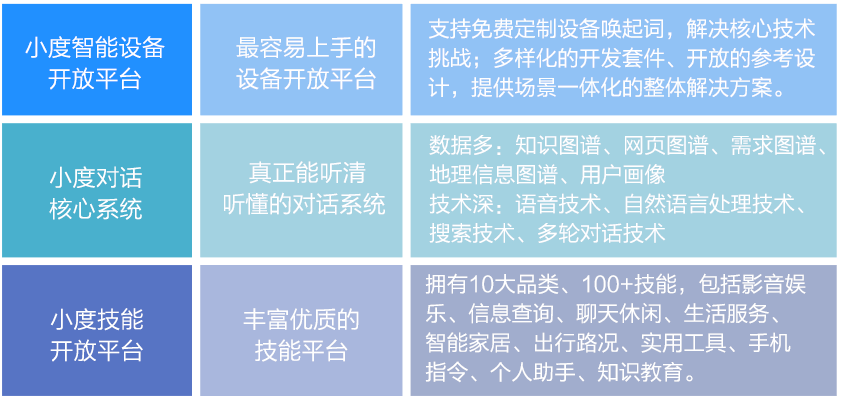 小度智能设备
开放平台
最容易上手的
设备开放平台
支持免费定制设备唤起词，解决核心技术
挑战；多样化的开发套件、开放的参考设
计，提供场景一体化的整体解决方案。
小度对话
核心系统
真正能听清
听懂的对话系统
数据多：知识图谱、网页图谱、需求图谱、
地理信息图谱、用户画像
技术深：语音技术、自然语言处理技术、
搜索技术、多轮对话技术
小度技能
开放平台
丰富优质的
技能平台
拥有10大品类、100+技能，包括影音娱
乐、信息查询、聊天休闲、生活服务、
智能家居、出行路况、实用工具、手机
指令、个人助手、知识教育。